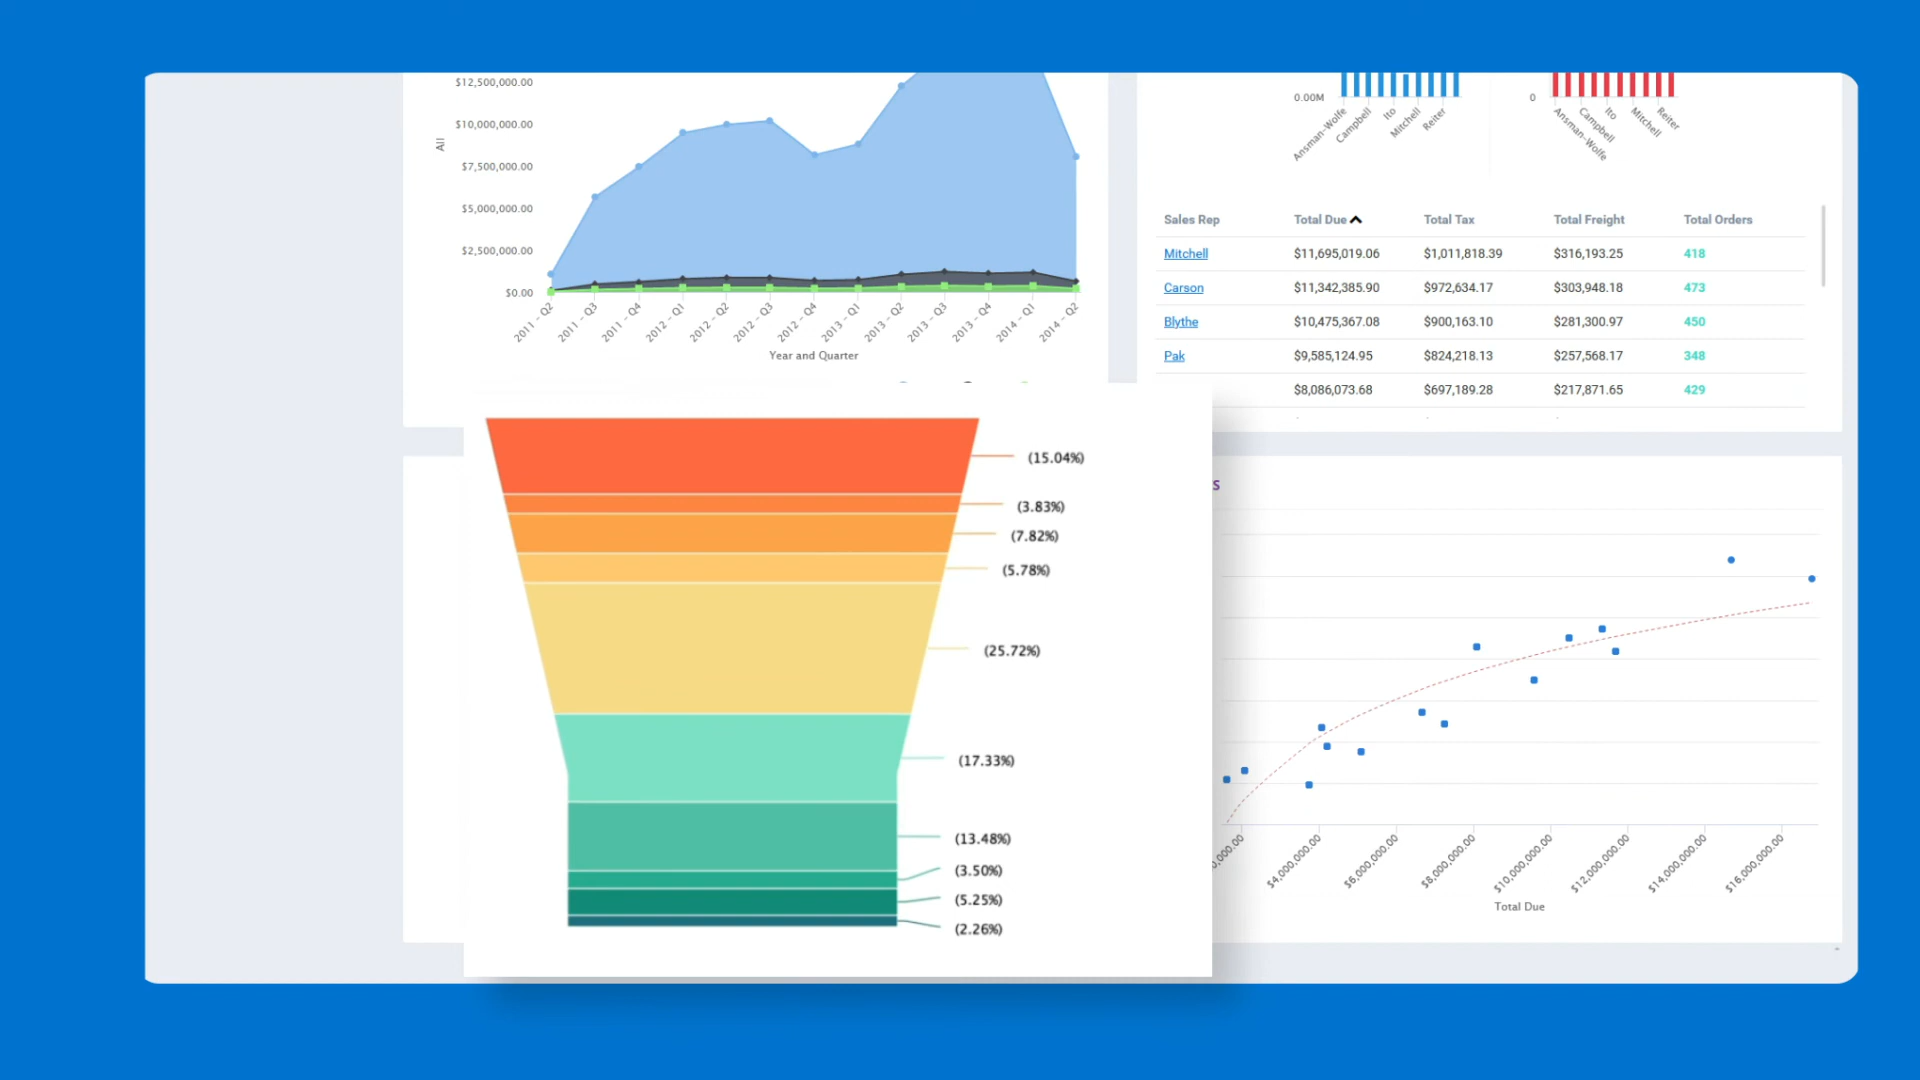 $12,500,000.00
$10,000,000.00
$7,500,000.00
$5,000,000.00
$2,500,000.00
$0.00
All
2011 - Q2
2011 - Q3
2011 - Q4
2012 - Q1
2012 - Q2
2012 - Q3
2012 - Q4
2013 - Q1
2013 - Q2
2013 - Q3
2013 - Q4
2014 - Q1
2014 - Q2
Year and Quarter
0.00M
Ansman-Wolfe
Campbell
Ito
Mitchell
Reiter
0
Ansman-Wolfe
Campbell
Ito
Mitchell
Reiter
Sales Rep Total Due Total Tax Total Freight Total Orders
Mitchell $11,695,019.06 $1,011,818.39 $316,193.25 418
Carson $11,342,385.90 $972,634.17 $303,948.18 473
Blythe $10,475,367.08 $900,163.10 $281,300.97 450
Pak $9,585,124.95 $824,218.13 $257,568.17 348
$8,086,073.68 $697,189.28 $217,871.65 429
(15.04%)
(3.83%)
(7.82%)
(5.78%)
(25.72%)
(17.33%)
(13.48%)
(3.50%)
(5.25%)
(2.26%)
s
$4,000,000.00
$6,000,000.00
$8,000,000.00
$10,000,000.00
$12,000,000.00
$14,000,000.00
$16,000,000.00
Total Due